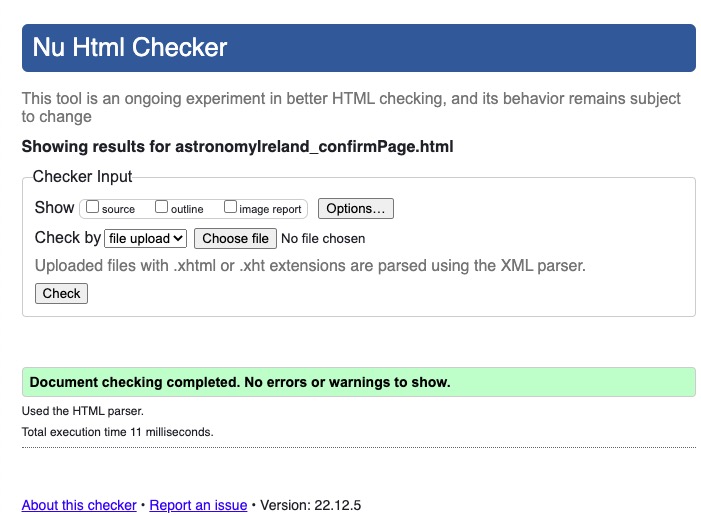 Nu Html Checker
This tool is an ongoing experiment in better HTML checking, and its behavior remains subject
to change
Showing results for astronomyIreland_confirmPage.html
Checker Input
Show source outline image report Options...
Check by file upload Choose file No file chosen
Uploaded files with .xhtml or .xht extensions are parsed using the XML parser.
Check
Document checking completed. No errors or warnings to show.
Used the HTML parser.
Total execution time 11 milliseconds.
About this checker • Report an issue • Version: 22.12.5